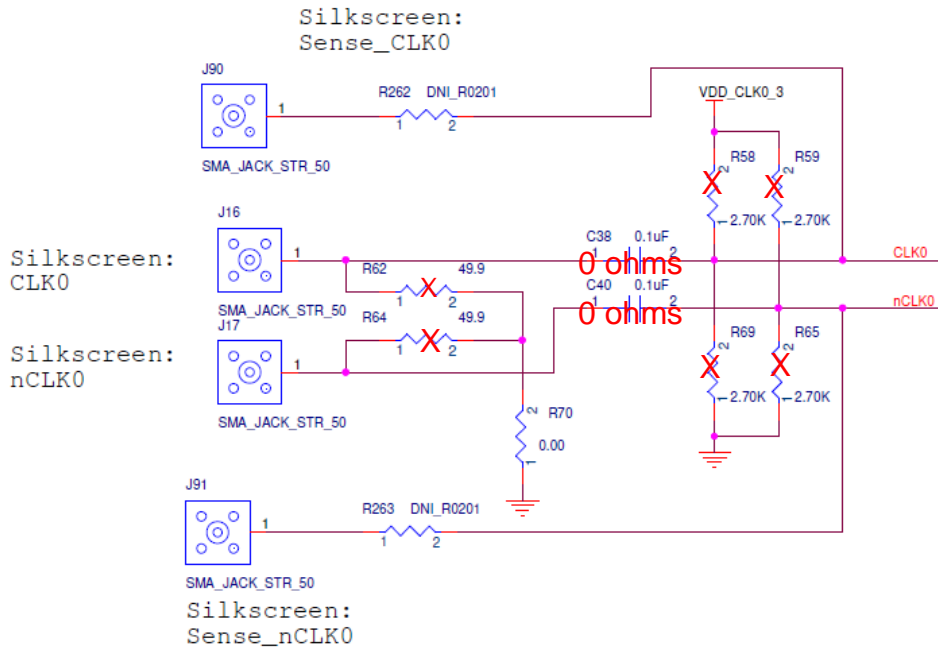 Silkscreen:
Sense_CLK0
J90
1
SMA_JACK_STR_50
R262 DNI_R0201
1 2
VDD_CLK0_3
R58
2
X
1 2.70K
R59
2
X
1 2.70K
Silkscreen:
CLK0
J16
1
SMA_JACK_STR_50
R62 49.9
1 X 2
C38 0.1uF
1 2
0 ohms
CLK0
Silkscreen:
nCLK0
J17
1
SMA_JACK_STR_50
R64 49.9
1 X 2
C40 0.1uF
1 2
0 ohms
nCLK0
R69
2
X
1 2.70K
R65
2
X
1 2.70K
2 R70
0.00
1
J91
1
SMA_JACK_STR_50
R263 DNI_R0201
1 2
Silkscreen:
Sense_nCLK0